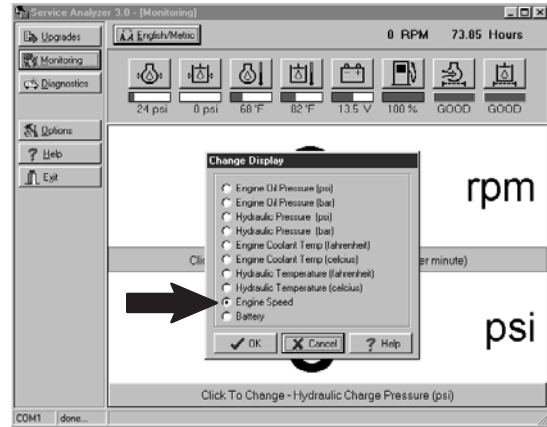 Service Analyzer 3.0 - [Monitoring]
Upgrades
English/Metric
0 RPM 73.85 Hours
Monitoring
Diagnostics
24 psi 0 psi 68 °F 82 °F 13.5 V 100 % GOOD GOOD
Options
Help
Exit
Change Display
Engine Oil Pressure (psi)
Engine Oil Pressure (bar)
Hydraulic Pressure (psi)
Hydraulic Pressure (bar)
Engine Coolant Temp (fahrenheit)
Engine Coolant Temp (celcius)
Hydraulic Temperature (fahrenheit)
Hydraulic Temperature (celcius)
Engine Speed
Battery
OK Cancel Help
rpm
Clic er minute)
psi
Click To Change - Hydraulic Charge Pressure (psi)
COM1 done...